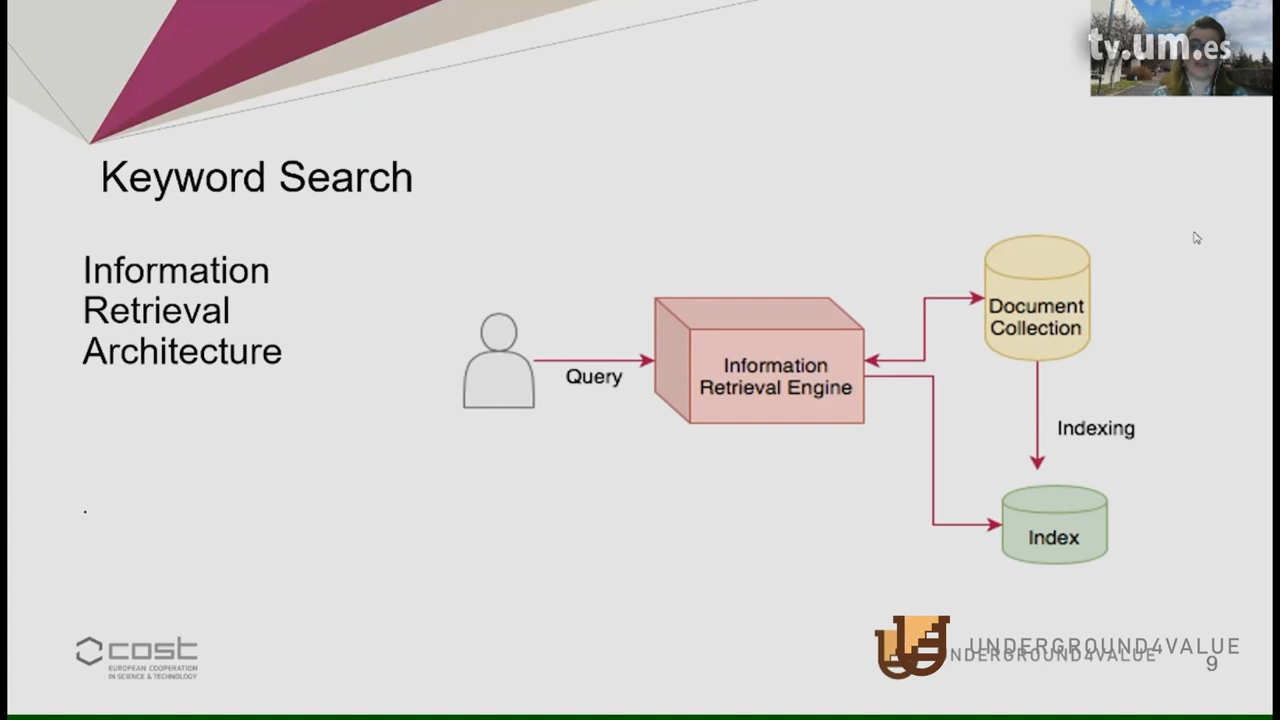 tv.um.es
Keyword Search
Information
Retrieval
Architecture
Query
Information
Retrieval Engine
Document
Collection
Indexing
Index
.
cost
EUROPEAN COOPERATION
IN SCIENCE & TECHNOLOGY
UNDERGROUND4VALUE
UNDERGROUND4VALUE
9